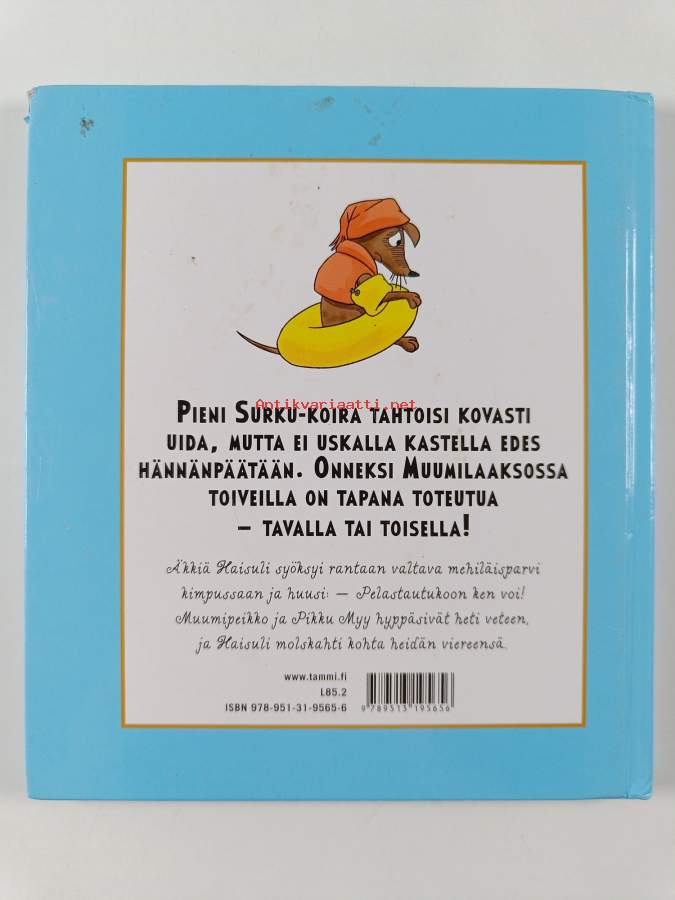 Antikvariaatti.net
PIENI SURKU-KOIRA TAHTOISI KOVASTI
UIDA, MUTTA EI USKALLA KASTELLA EDES
HÄNNÄNPÄÄTÄÄN. ONNEKSI MUUMILAAKSOSSA
TOIVEILLA ON TAPANA TOTEUTUA
– TAVALLA TAI TOISELLA!
Äkkiä Haisuli syöksyi rantaan valtava mehiläisparvi
kimpussaan ja huusi: – Pelastautukoon ken voi!
Muumipeikko ja Pikku Myy hyppäsivät heti veteen,
ja Haisuli molskahti kohta heidän viereensä.
www.tammi.fi
L85.2
ISBN 978-951-31-9565-6
9 789513 195656